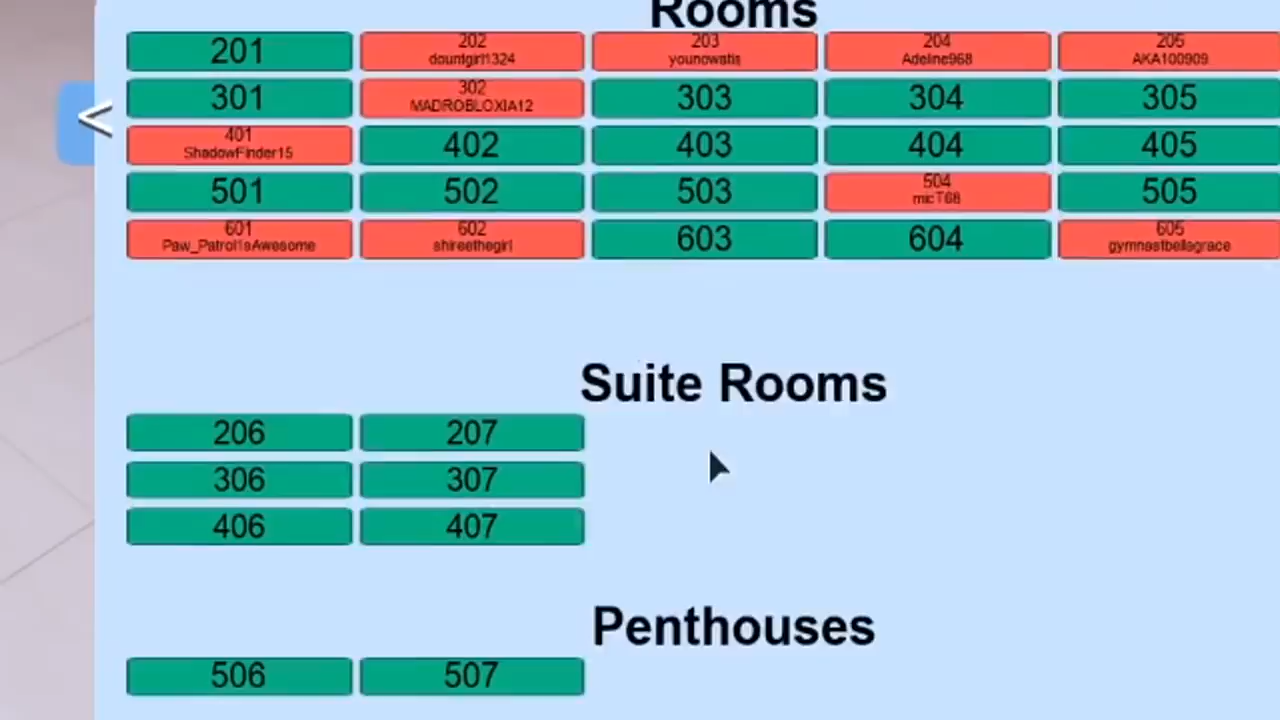 Rooms
201
202
dountgirl1324
203
younowatis
204
Adeline968
205
AKA100909
301
302
MADROBLOXIA12
303
304
305
<
401
ShadowFinder15
402
403
404
405
501
502
503
504
micT68
505
601
Paw_Patrol1sAwesome
602
shireethegirl
603
604
605
gymnastbellagrace
Suite Rooms
206
207
306
307
406
407
Penthouses
506
507